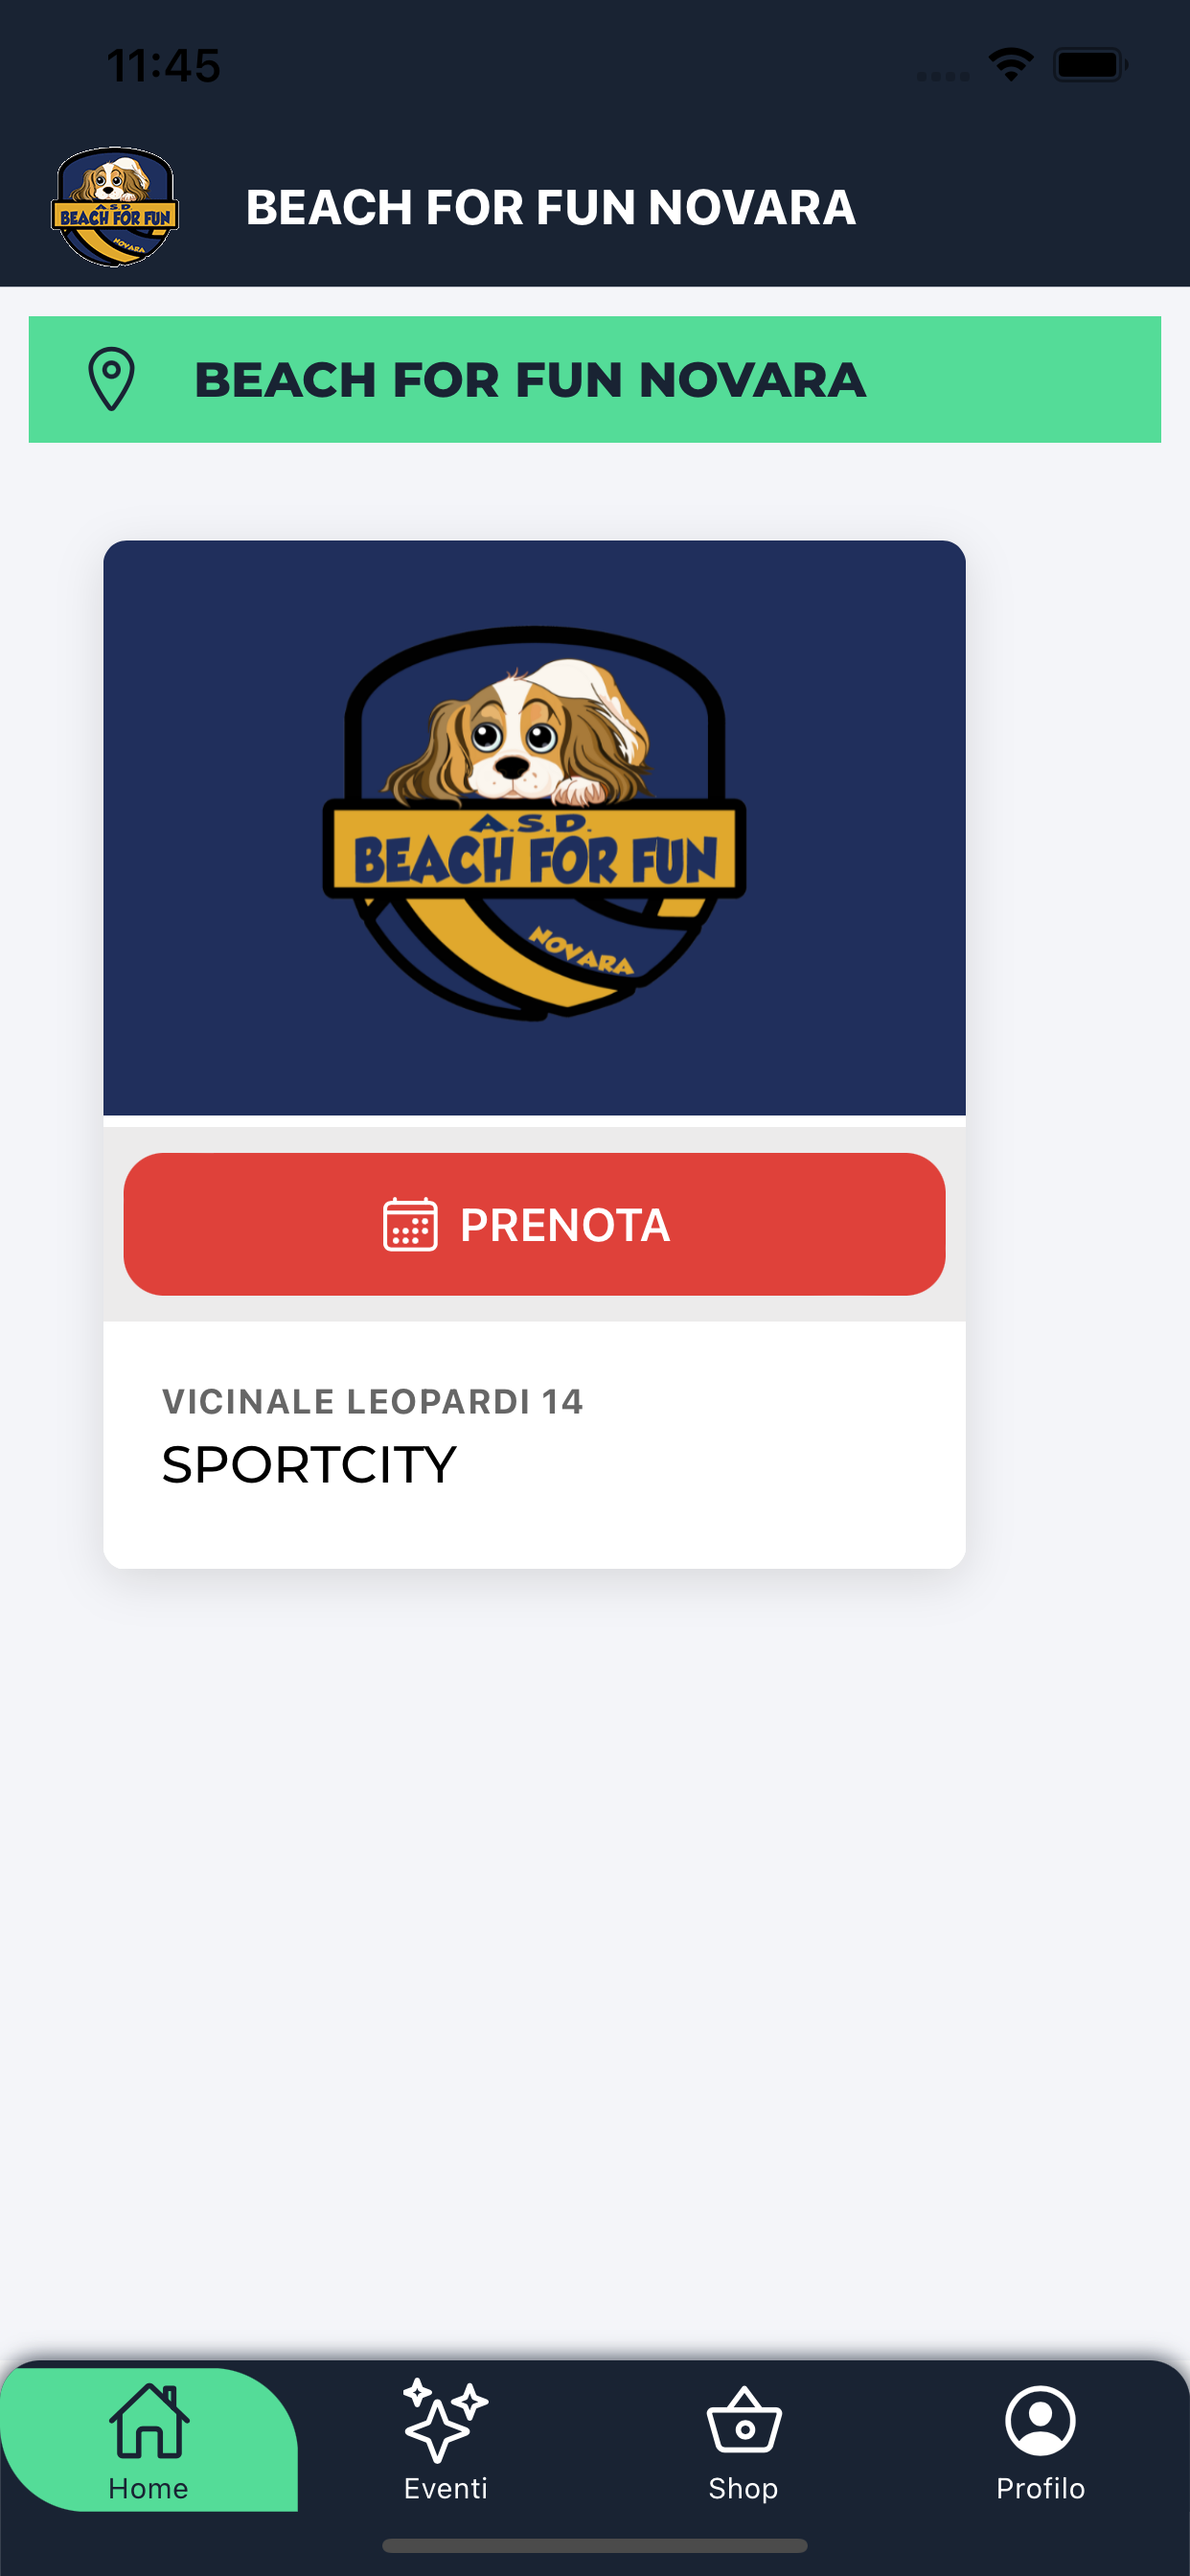 11:45
A.S.D.
BEACH FOR FUN
NOVARA
BEACH FOR FUN NOVARA
BEACH FOR FUN NOVARA
A.S.D.
BEACH FOR FUN
NOVARA
PRENOTA
VICINALE LEOPARDI 14
SPORTCITY
Home
Eventi
Shop
Profilo